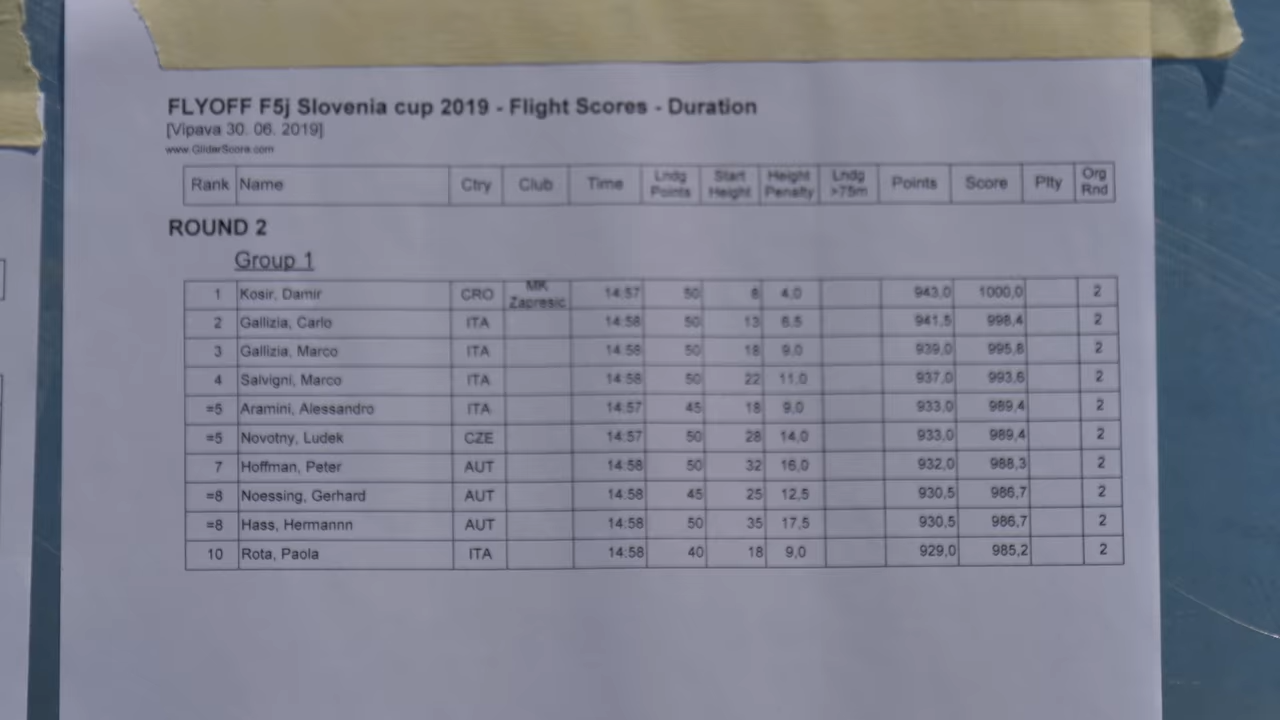 FLYOFF F5j Slovenia cup 2019 - Flight Scores - Duration
[Vipava 30. 06. 2019]
www.GliderScore.com
Rank Name Ctry Club Time Lndg Points Start Height Height Penalty Lndg >75m Points Score Plty Org Rnd
ROUND 2
Group 1
1 Kosir, Damir CRO MK Zapresic 14:57 50 8 4,0 943,0 1000,0 2
2 Gallizia, Carlo ITA 14:58 50 13 6,5 941,5 998,4 2
3 Gallizia, Marco ITA 14:58 50 18 9,0 939,0 995,8 2
4 Salvigni, Marco ITA 14:58 50 22 11,0 937,0 993,6 2
=5 Aramini, Alessandro ITA 14:57 45 18 9,0 933,0 989,4 2
=5 Novotny, Ludek CZE 14:57 50 28 14,0 933,0 989,4 2
7 Hoffman, Peter AUT 14:58 50 32 16,0 932,0 988,3 2
=8 Noessing, Gerhard AUT 14:58 45 25 12,5 930,5 986,7 2
=8 Hass, Hermannn AUT 14:58 50 35 17,5 930,5 986,7 2
10 Rota, Paola ITA 14:58 40 18 9,0 929,0 985,2 2